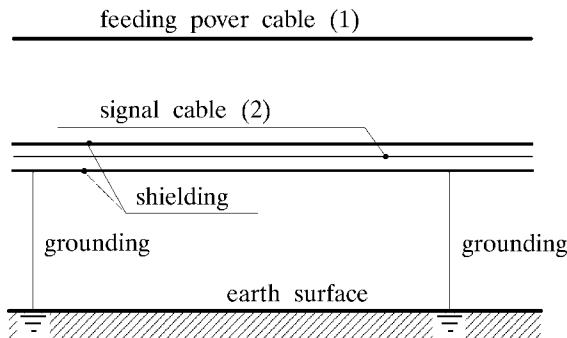 feeding pover cable (1)
signal cable (2)
shielding
grounding
grounding
earth surface